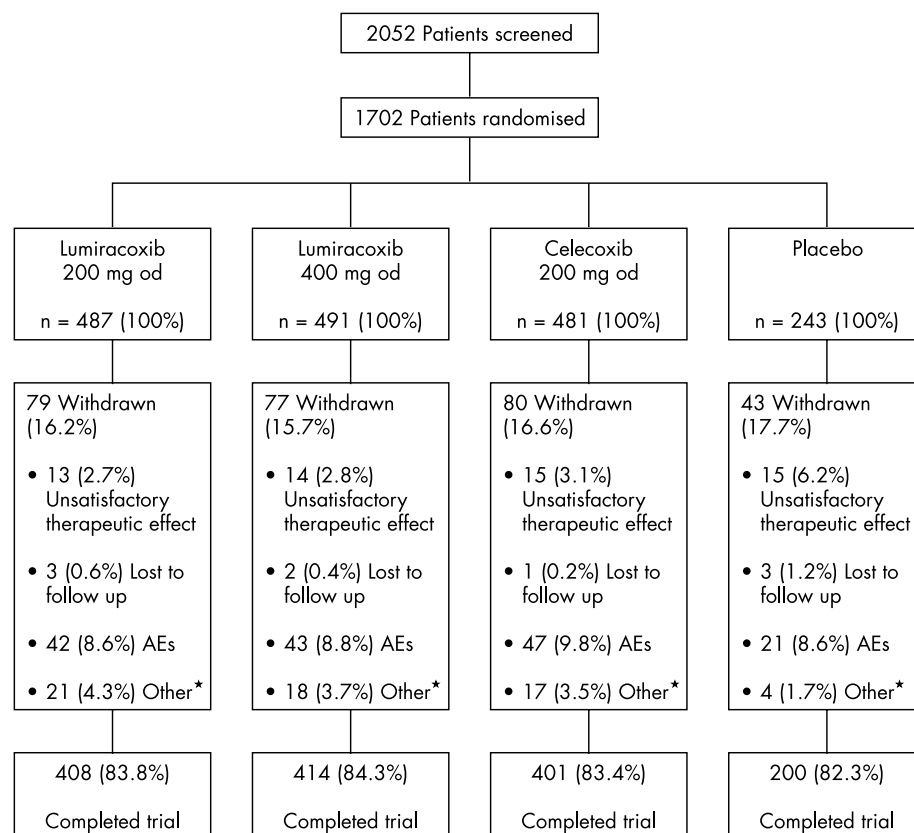 2052 Patients screened
1702 Patients randomised
Lumiracoxib
200 mg od
n = 487 (100%)
Lumiracoxib
400 mg od
n = 491 (100%)
Celecoxib
200 mg od
n = 481 (100%)
Placebo
n = 243 (100%)
79 Withdrawn
(16.2%)
• 13 (2.7%)
Unsatisfactory
therapeutic effect
• 3 (0.6%) Lost to
follow up
• 42 (8.6%) AEs
• 21 (4.3%) Other★
77 Withdrawn
(15.7%)
• 14 (2.8%)
Unsatisfactory
therapeutic effect
• 2 (0.4%) Lost to
follow up
• 43 (8.8%) AEs
• 18 (3.7%) Other★
80 Withdrawn
(16.6%)
• 15 (3.1%)
Unsatisfactory
therapeutic effect
• 1 (0.2%) Lost to
follow up
• 47 (9.8%) AEs
• 17 (3.5%) Other★
43 Withdrawn
(17.7%)
• 15 (6.2%)
Unsatisfactory
therapeutic effect
• 3 (1.2%) Lost to
follow up
• 21 (8.6%) AEs
• 4 (1.7%) Other★
408 (83.8%)
Completed trial
414 (84.3%)
Completed trial
401 (83.4%)
Completed trial
200 (82.3%)
Completed trial